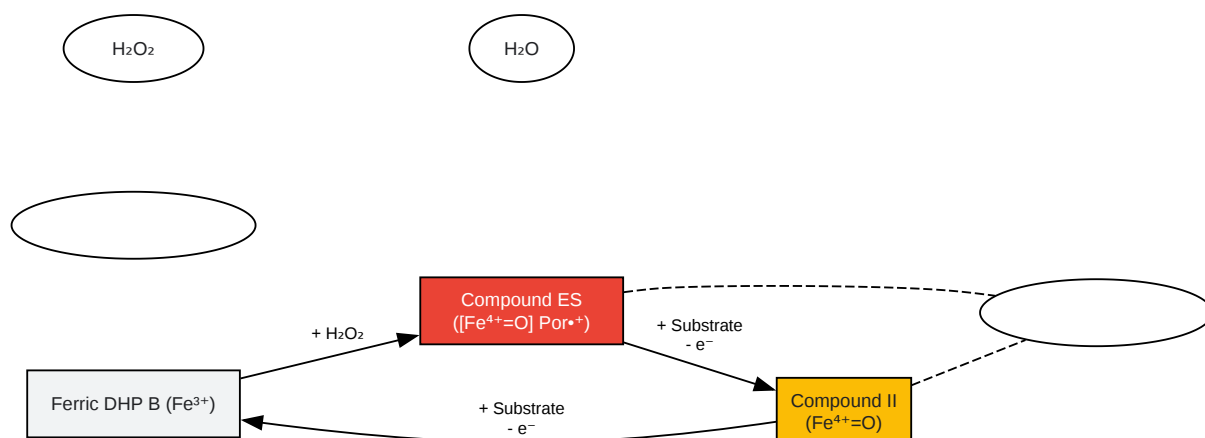 H₂O₂
H₂O
Compound ES
([Fe⁴⁺=O] Por•⁺)
+ H₂O₂
+ Substrate
- e⁻
Ferric DHP B (Fe³⁺)
+ Substrate
- e⁻
Compound II
(Fe⁴⁺=O)